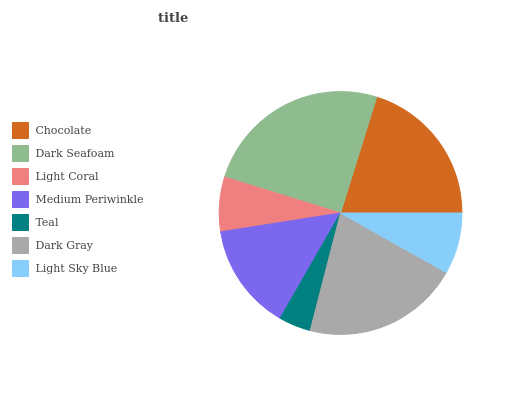 title
Chocolate
Dark Seafoam
Light Coral
Medium Periwinkle
Teal
Dark Gray
Light Sky Blue